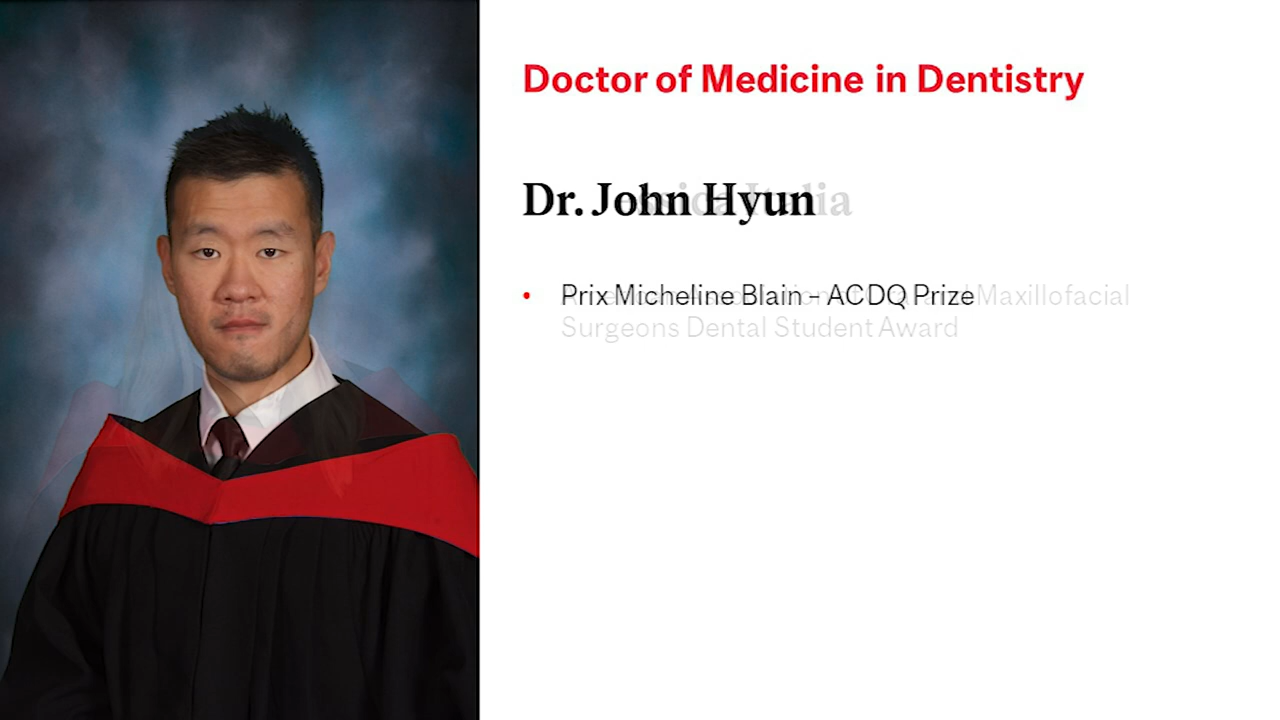 Doctor of Medicine in Dentistry
Dr. John Hyun
• Prix Micheline Blain – ACDQ Prize
Maxillofacial
Surgeons Dental Student Award